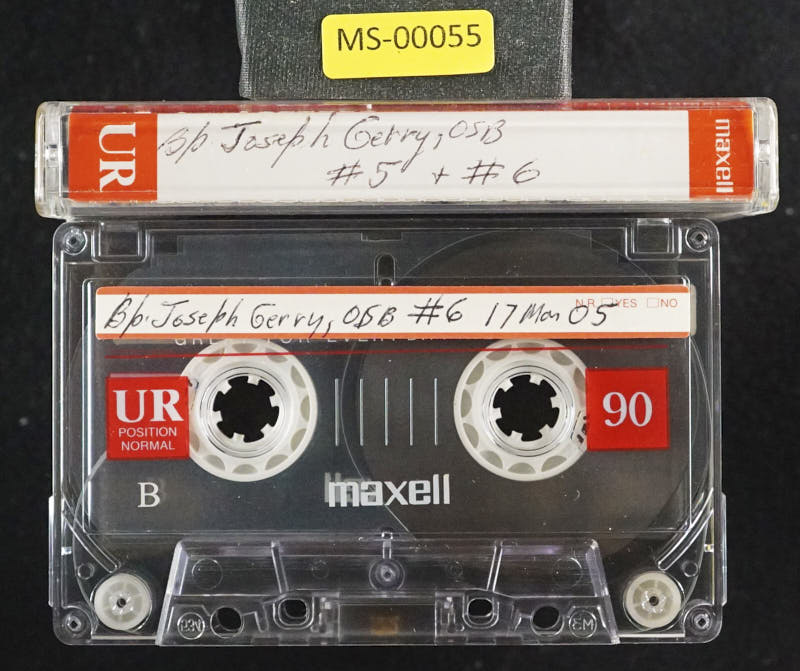 MS-00055
UR
Bp Joseph Gerry, OSB
#5 + #6
maxell
Bp. Joseph Gerry, OSB #6 17 Mar 05
N.R. □YES □NO
UR
POSITION
NORMAL
90
B
maxell